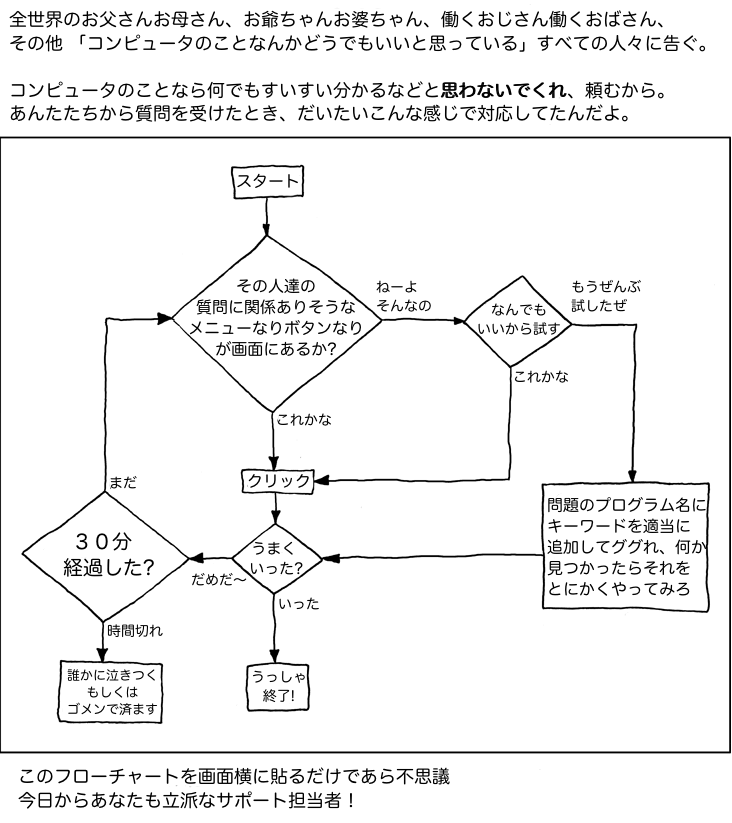 全世界のお父さんお母さん、お爺ちゃんお婆ちゃん、働くおじさん働くおばさん、
その他 「コンピュータのことなんかどうでもいいと思っている」すべての人々に告ぐ。
コンピュータのことなら何でもすいすい分かるなどと思わないでくれ、頼むから。
あんたたちから質問を受けたとき、だいたいこんな感じで対応してたんだよ。
スタート
その人達の
質問に関係ありそうな
メニューなりボタンなり
が画面にあるか?
ねーよ
そんなの
なんでも
いいから試す
もうぜんぶ
試したぜ
これかな
これかな
クリック
問題のプログラム名に
キーワードを適当に
追加してググれ、何か
見つかったらそれを
とにかくやってみろ
うまく
いった?
だめだ〜
いった
うっしゃ
終了!
まだ
３０分
経過した?
時間切れ
誰かに泣きつく
もしくは
ゴメンで済ます
このフローチャートを画面横に貼るだけであら不思議
今日からあなたも立派なサポート担当者！